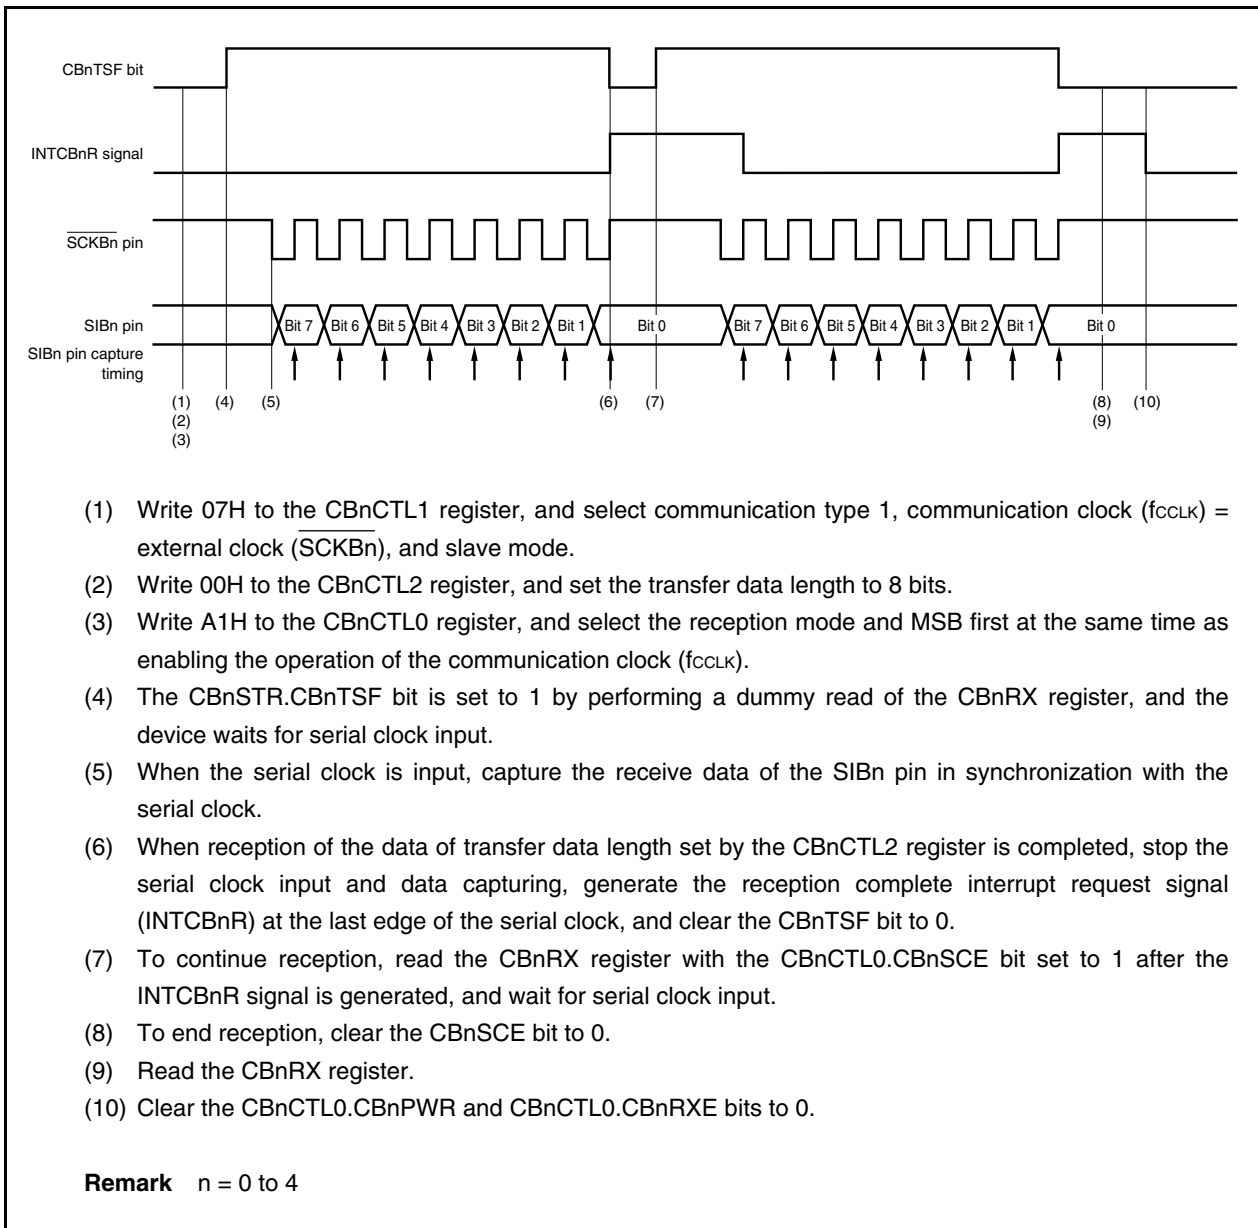 CBnTSF bit
INTCBnR signal
SCKBn pin
SIBn pin
Bit 7 Bit 6 Bit 5 Bit 4 Bit 3 Bit 2 Bit 1 Bit 0 Bit 7 Bit 6 Bit 5 Bit 4 Bit 3 Bit 2 Bit 1 Bit 0
SIBn pin capture
timing
(1) (4) (5) (6) (7) (8) (10)
(2) (9)
(3)
(1) Write 07H to the CBnCTL1 register, and select communication type 1, communication clock (fCCLK) =
external clock (SCKBn), and slave mode.
(2) Write 00H to the CBnCTL2 register, and set the transfer data length to 8 bits.
(3) Write A1H to the CBnCTL0 register, and select the reception mode and MSB first at the same time as
enabling the operation of the communication clock (fCCLK).
(4) The CBnSTR.CBnTSF bit is set to 1 by performing a dummy read of the CBnRX register, and the
device waits for serial clock input.
(5) When the serial clock is input, capture the receive data of the SIBn pin in synchronization with the
serial clock.
(6) When reception of the data of transfer data length set by the CBnCTL2 register is completed, stop the
serial clock input and data capturing, generate the reception complete interrupt request signal
(INTCBnR) at the last edge of the serial clock, and clear the CBnTSF bit to 0.
(7) To continue reception, read the CBnRX register with the CBnCTL0.CBnSCE bit set to 1 after the
INTCBnR signal is generated, and wait for serial clock input.
(8) To end reception, clear the CBnSCE bit to 0.
(9) Read the CBnRX register.
(10) Clear the CBnCTL0.CBnPWR and CBnCTL0.CBnRXE bits to 0.
Remark n = 0 to 4